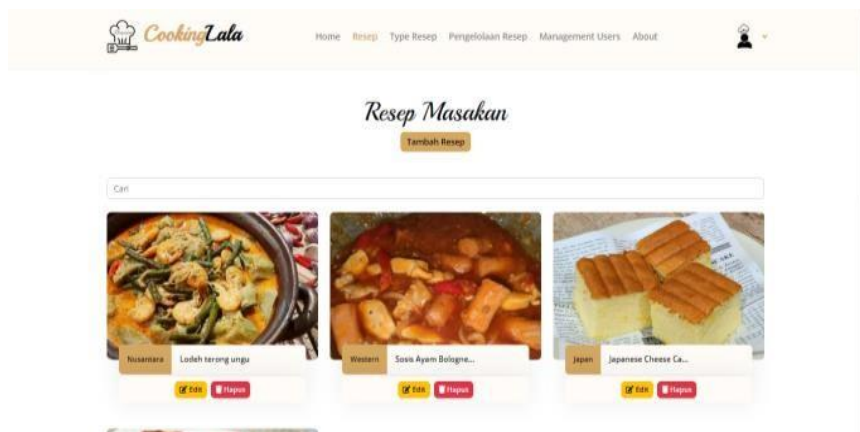 CookingLala
Home Resep Type Resep Pengelolaan Resep Management Users About
Resep Masakan
Tambah Resep
Cari
Nusantara Lodeh terong ungu
Western Sosis Ayam Bologne...
Japan Japanese Cheese Ca...
Edit Hapus
Edit Hapus
Edit Hapus